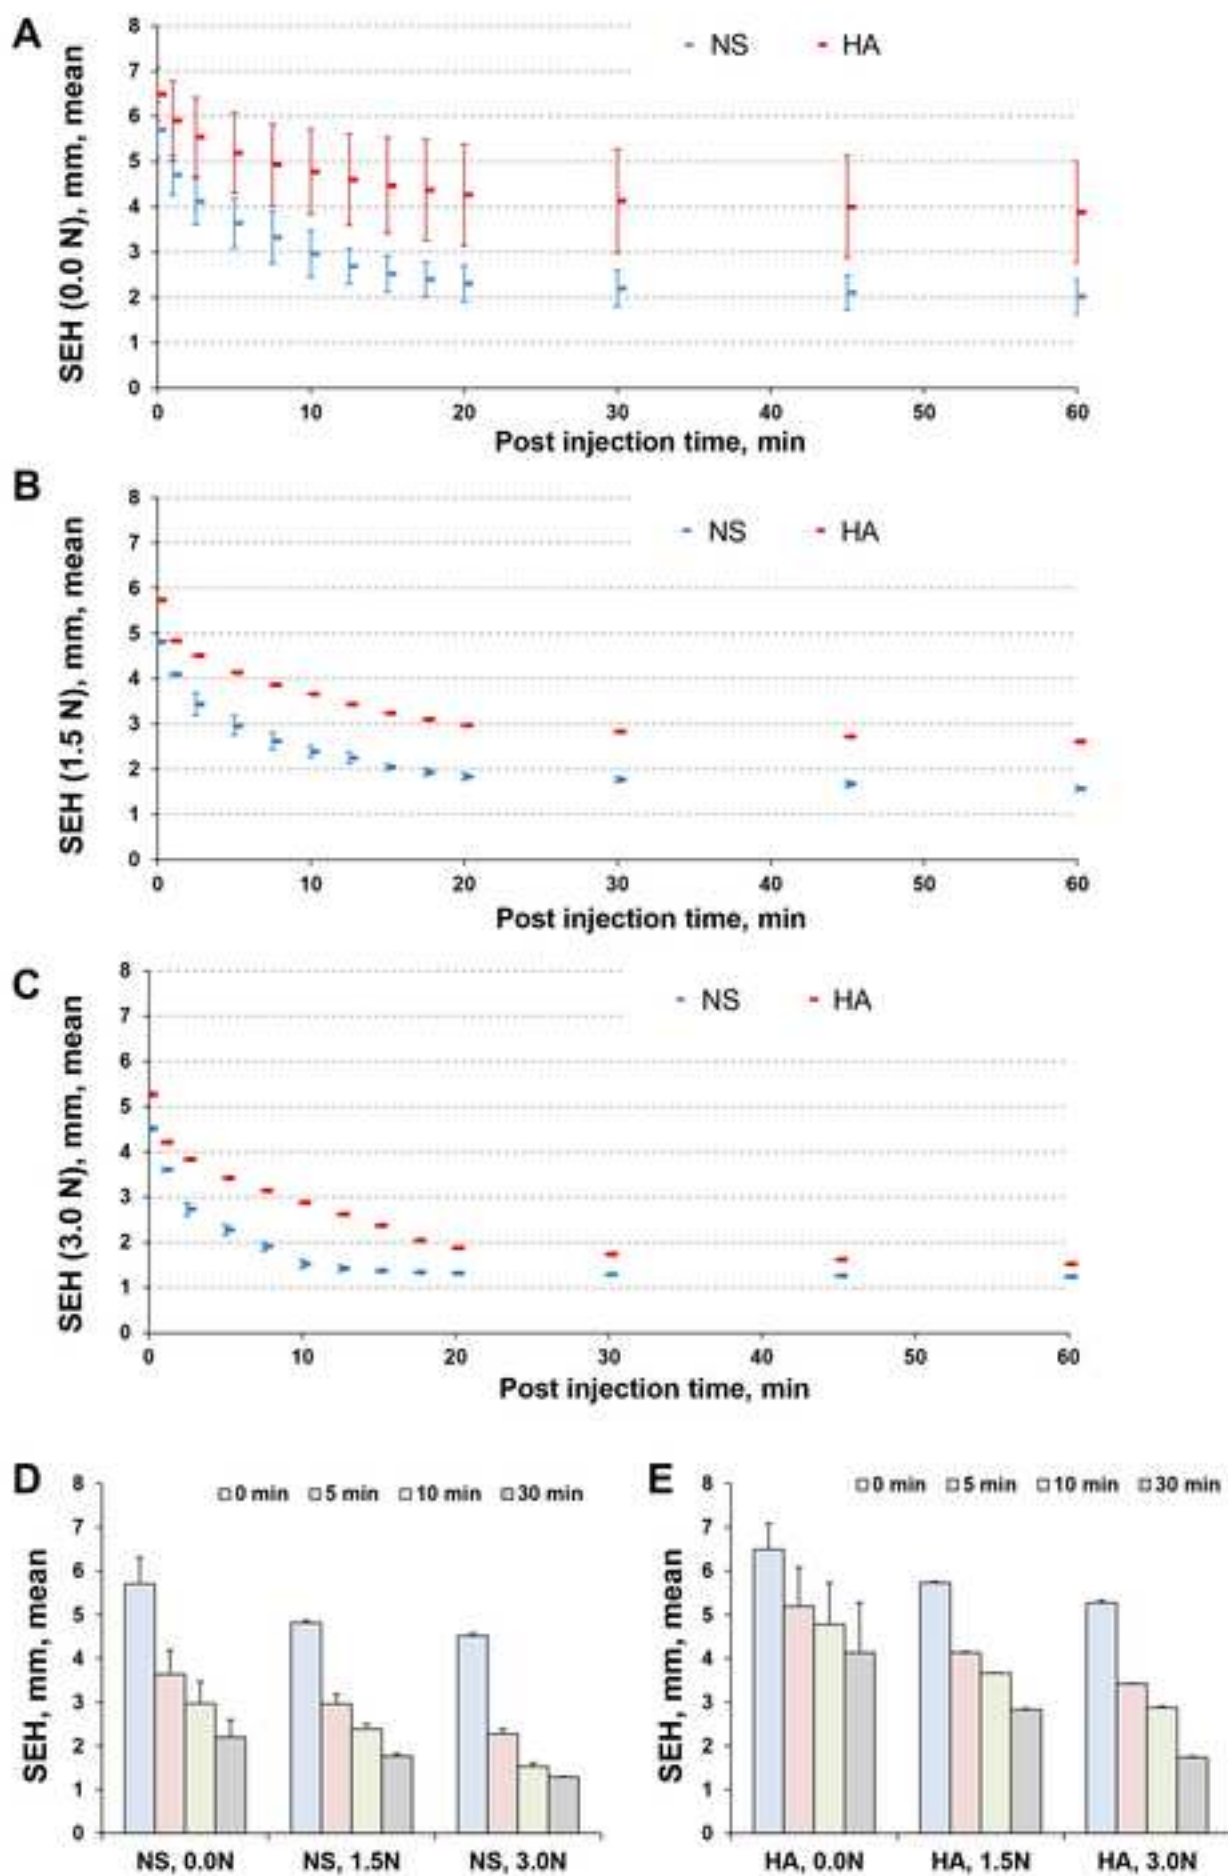 A
NS HA
SEH (0.0 N), mm, mean
8
7
6
5
4
3
2
1
0
0 10 20 30 40 50 60
Post injection time, min
B
NS HA
SEH (1.5 N), mm, mean
8
7
6
5
4
3
2
1
0
0 10 20 30 40 50 60
Post injection time, min
C
NS HA
SEH (3.0 N), mm, mean
8
7
6
5
4
3
2
1
0
0 10 20 30 40 50 60
Post injection time, min
D
0 min 5 min 10 min 30 min
SEH, mm, mean
8
7
6
5
4
3
2
1
0
NS, 0.0N NS, 1.5N NS, 3.0N
E
0 min 5 min 10 min 30 min
SEH, mm, mean
8
7
6
5
4
3
2
1
0
HA, 0.0N HA, 1.5N HA, 3.0N